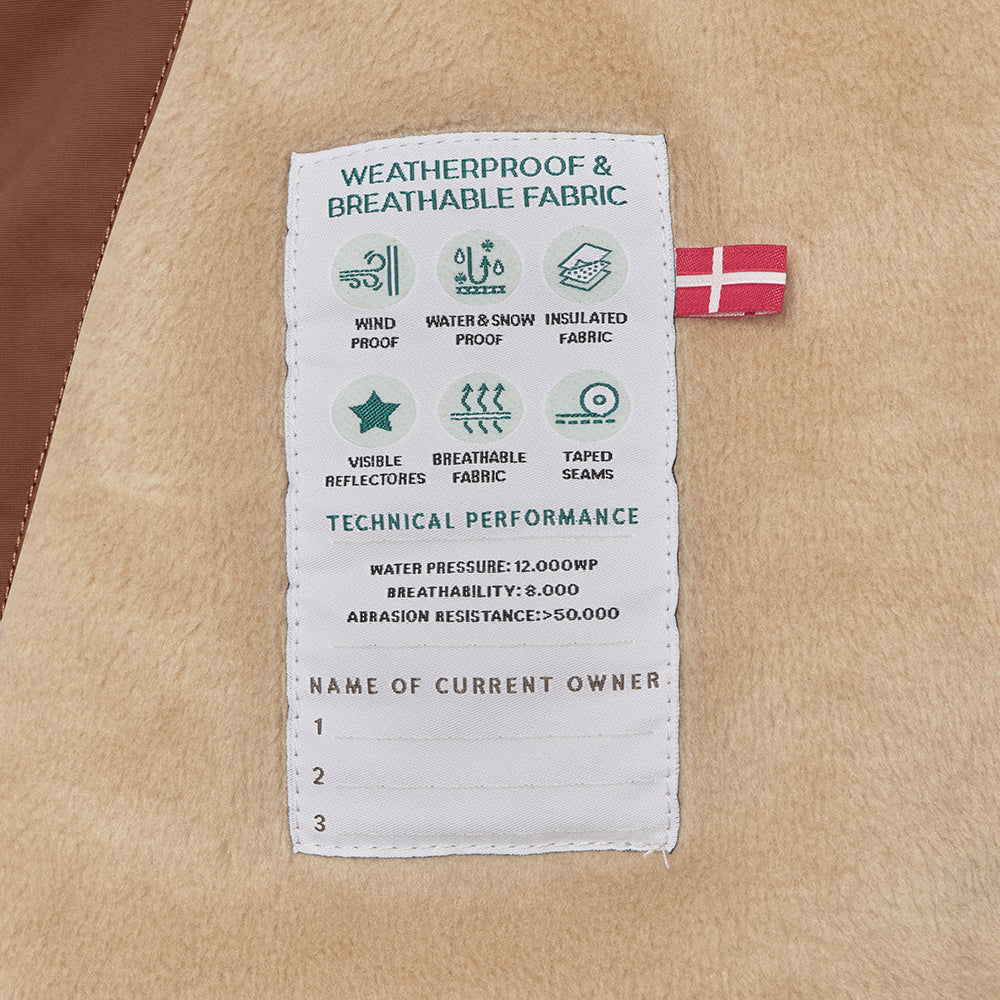 WEATHERPROOF &
BREATHABLE FABRIC
WIND
PROOF
WATER & SNOW
PROOF
INSULATED
FABRIC
VISIBLE
REFLECTORES
BREATHABLE
FABRIC
TAPED
SEAMS
TECHNICAL PERFORMANCE
WATER PRESSURE: 12.000WP
BREATHABILITY: 8.000
ABRASION RESISTANCE:>50.000
NAME OF CURRENT OWNER
1
2
3